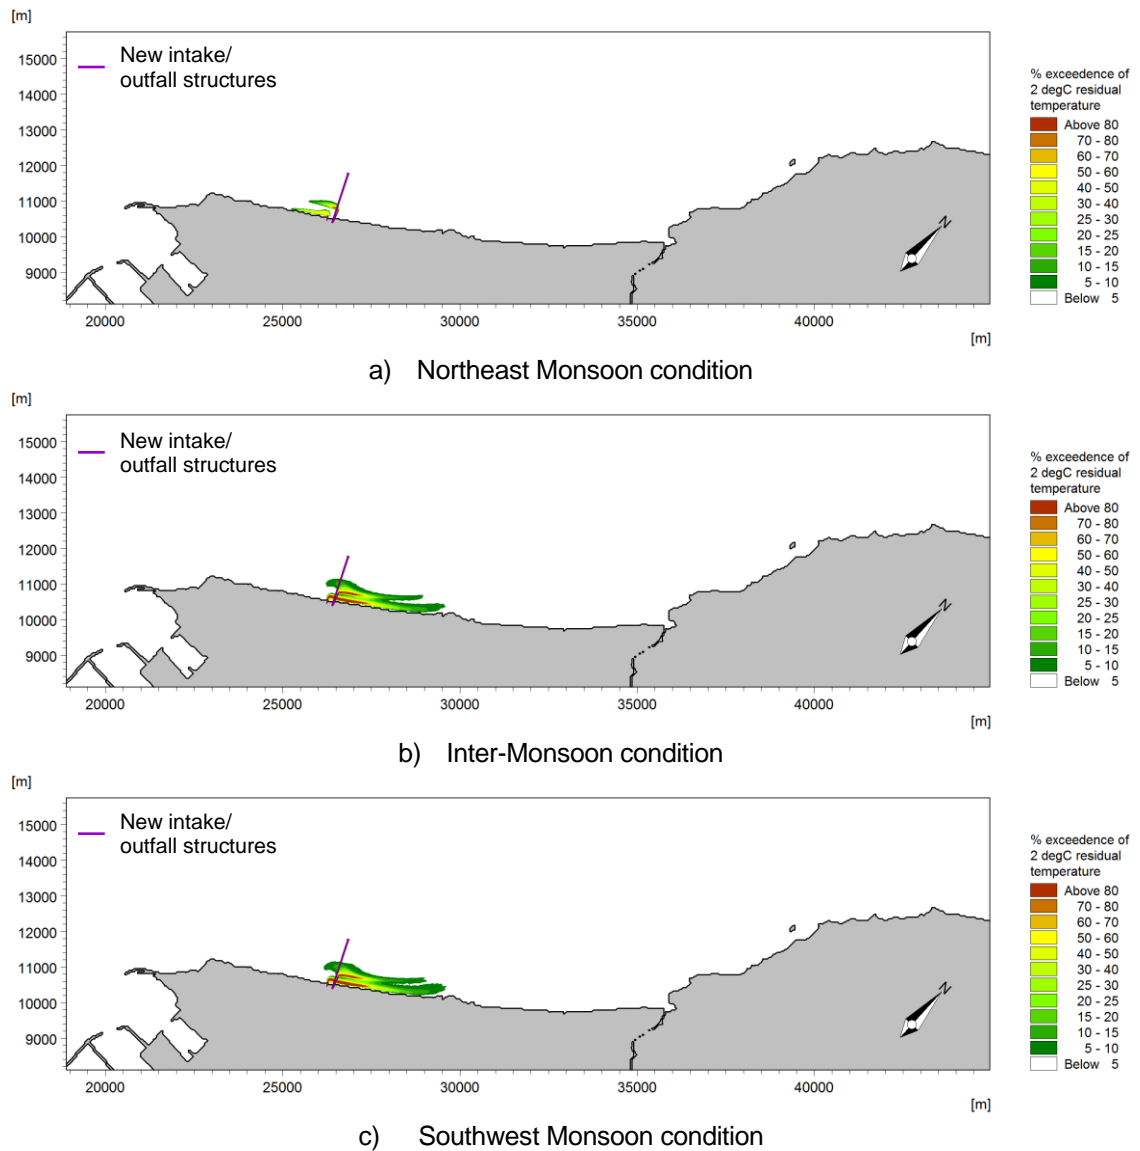 [m]
New intake/
outfall structures
15000
14000
13000
12000
11000
10000
9000
20000 25000 30000 35000 40000
[m]
N
% exceedence of
2 degC residual
temperature
Above 80
70 - 80
60 - 70
50 - 60
40 - 50
30 - 40
25 - 30
20 - 25
15 - 20
10 - 15
5 - 10
Below 5
a) Northeast Monsoon condition
[m]
New intake/
outfall structures
15000
14000
13000
12000
11000
10000
9000
20000 25000 30000 35000 40000
[m]
N
% exceedence of
2 degC residual
temperature
Above 80
70 - 80
60 - 70
50 - 60
40 - 50
30 - 40
25 - 30
20 - 25
15 - 20
10 - 15
5 - 10
Below 5
b) Inter-Monsoon condition
[m]
New intake/
outfall structures
15000
14000
13000
12000
11000
10000
9000
20000 25000 30000 35000 40000
[m]
N
% exceedence of
2 degC residual
temperature
Above 80
70 - 80
60 - 70
50 - 60
40 - 50
30 - 40
25 - 30
20 - 25
15 - 20
10 - 15
5 - 10
Below 5
c) Southwest Monsoon condition